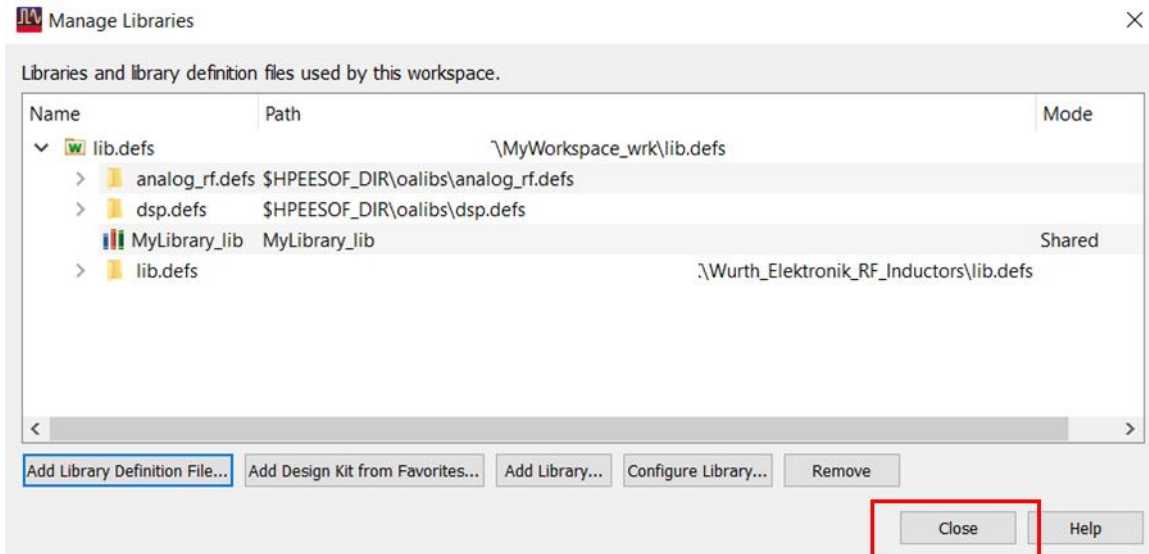 Manage Libraries
Libraries and library definition files used by this workspace.
Name Path Mode
W lib.defs \MyWorkspace_wrk\lib.defs
analog_rf.defs $HPEESOF_DIR\oalibs\analog_rf.defs
dsp.defs $HPEESOF_DIR\oalibs\dsp.defs
MyLibrary_lib MyLibrary_lib Shared
lib.defs \Wurth_Elektronik_RF_Inductors\lib.defs
Add Library Definition File... Add Design Kit from Favorites... Add Library... Configure Library... Remove
Close Help